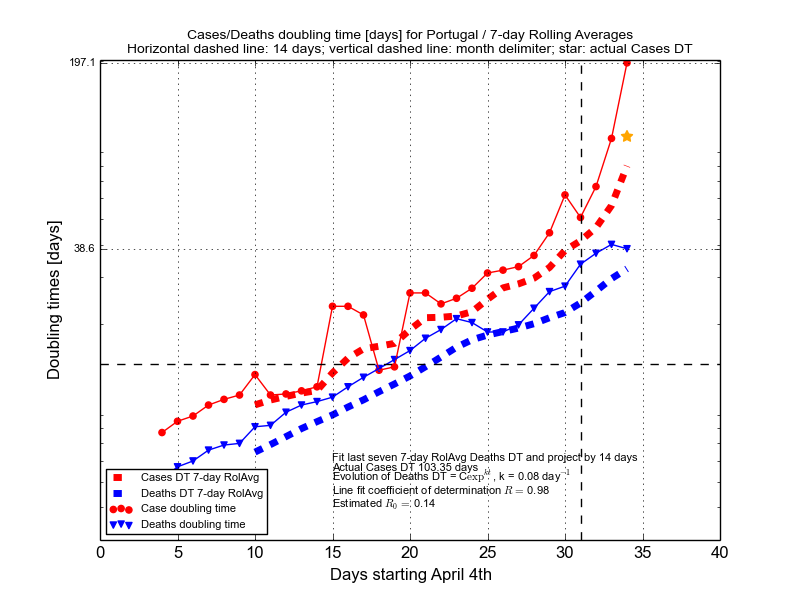 Cases/Deaths doubling time [days] for Portugal / 7-day Rolling Averages
Horizontal dashed line: 14 days; vertical dashed line: month delimiter; star: actual Cases DT
197.1
38.6
Doubling times [days]
Fit last seven 7-day RolAvg Deaths DT and project by 14 days
Actual Cases DT 103.35 days
Evolution of Deaths DT = Cexp^{kt}, k = 0.08 day^{-1}
Line fit coefficient of determination R = 0.98
Estimated R_0 = 0.14
Cases DT 7-day RolAvg
Deaths DT 7-day RolAvg
Case doubling time
Deaths doubling time
0 5 10 15 20 25 30 35 40
Days starting April 4th